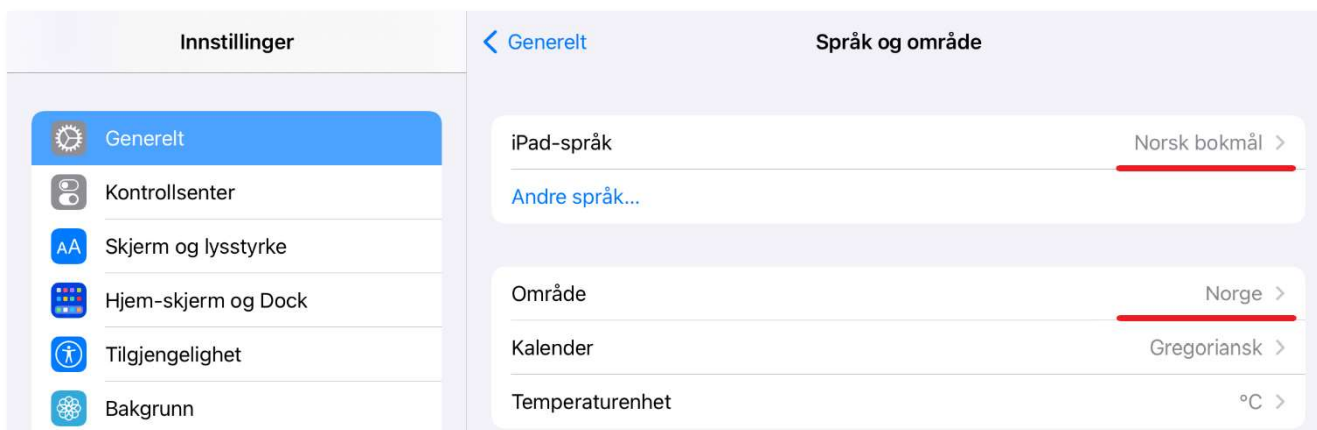 Innstillinger
Generelt
Kontrollsenter
AA Skjerm og lysstyrke
Hjem-skjerm og Dock
Tilgjengelighet
Bakgrunn
Generelt
Språk og område
iPad-språk Norsk bokmål
Andre språk...
Område Norge
Kalender Gregoriansk
Temperaturenhet °C